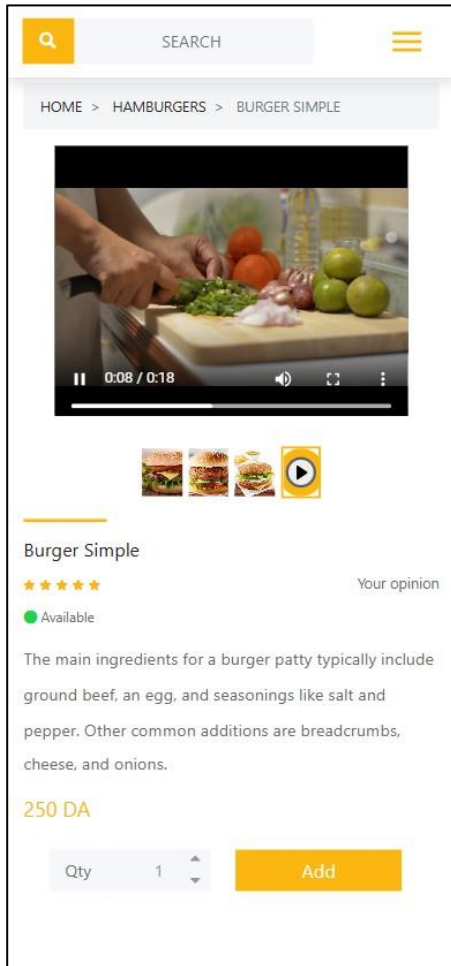 SEARCH
HOME > HAMBURGERS > BURGER SIMPLE
0:08 / 0:18
Burger Simple
Your opinion
Available
The main ingredients for a burger patty typically include
ground beef, an egg, and seasonings like salt and
pepper. Other common additions are breadcrumbs,
cheese, and onions.
250 DA
Qty 1
Add